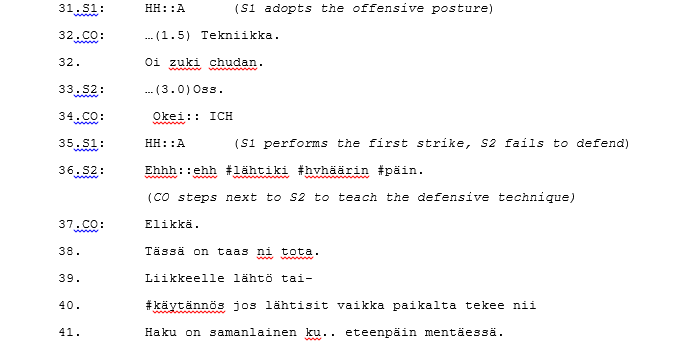 31.S1: HH::A (S1 adopts the offensive posture)
32.CO: …(1.5) Tekniikka.
32. Oi zuki chudan.
33.S2: …(3.0)Oss.
34.CO: Okei:: ICH
35.S1: HH::A (S1 performs the first strike, S2 fails to defend)
36.S2: Ehhh::ehh #lähtiki #hvhäärin #päin.
(CO steps next to S2 to teach the defensive technique)
37.CO: Elikkä.
38. Tässä on taas ni tota.
39. Liikkeelle lähtö tai–
40. #käytännös jos lähtisit vaikka paikalta tekee nii
41. Haku on samanlainen ku.. eteenpäin mentäessä.